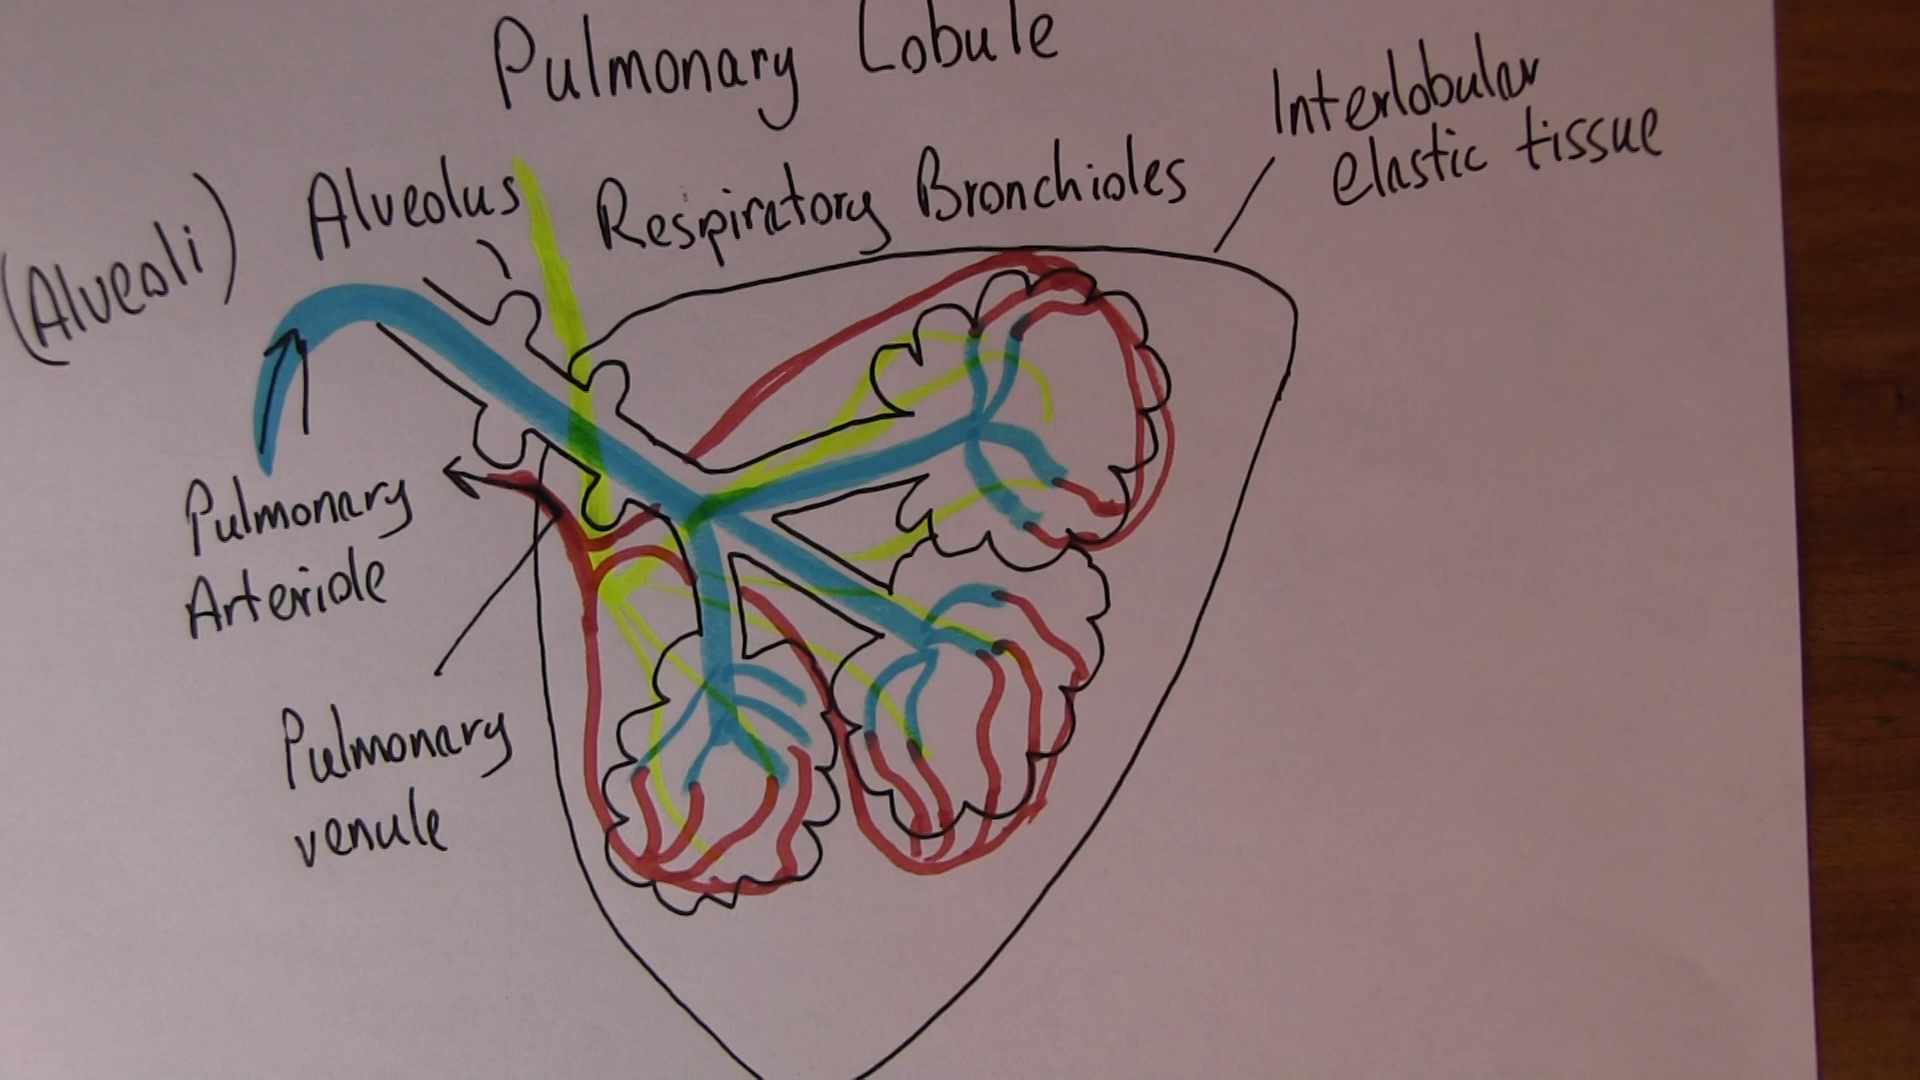 Pulmonary Lobule
Interlobular
elastic tissue
(Alveoli) Alveolus
Respiratory Bronchioles
Pulmonary
Arteriole
Pulmonary
venule